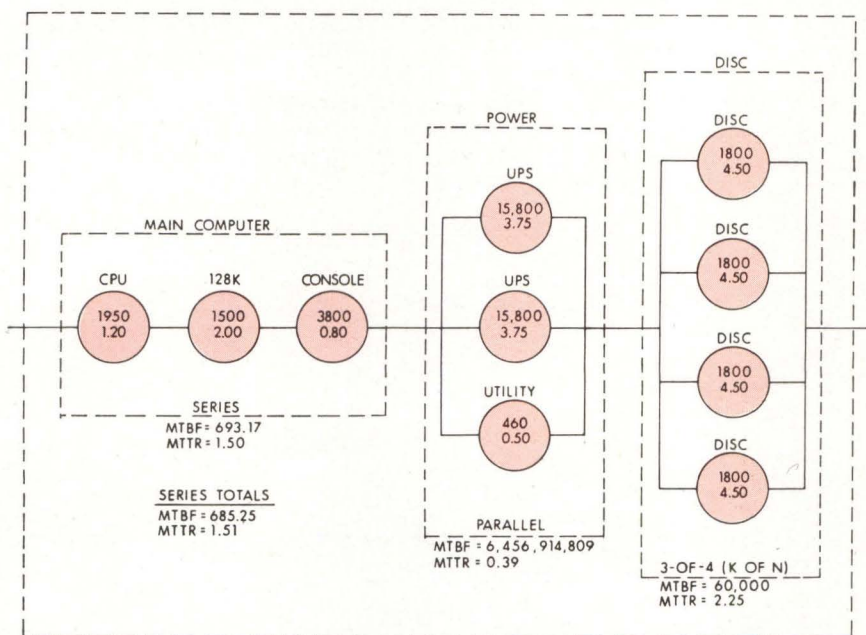 MAIN COMPUTER
CPU
1950
1.20
128K
1500
2.00
CONSOLE
3800
0.80
SERIES
MTBF = 693.17
MTTR = 1.50
SERIES TOTALS
MTBF = 685.25
MTTR = 1.51
POWER
UPS
15,800
3.75
UPS
15,800
3.75
UTILITY
460
0.50
PARALLEL
MTBF = 6,456,914,809
MTTR = 0.39
DISC
DISC
1800
4.50
DISC
1800
4.50
DISC
1800
4.50
DISC
1800
4.50
3-OF-4 (K OF N)
MTBF = 60,000
MTTR = 2.25